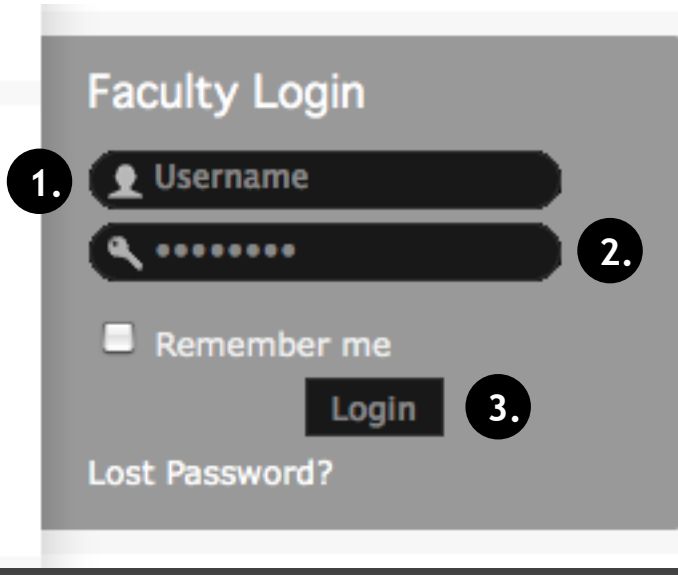 Faculty Login
1. Username
•••••••• 2.
Remember me
Login 3.
Lost Password?